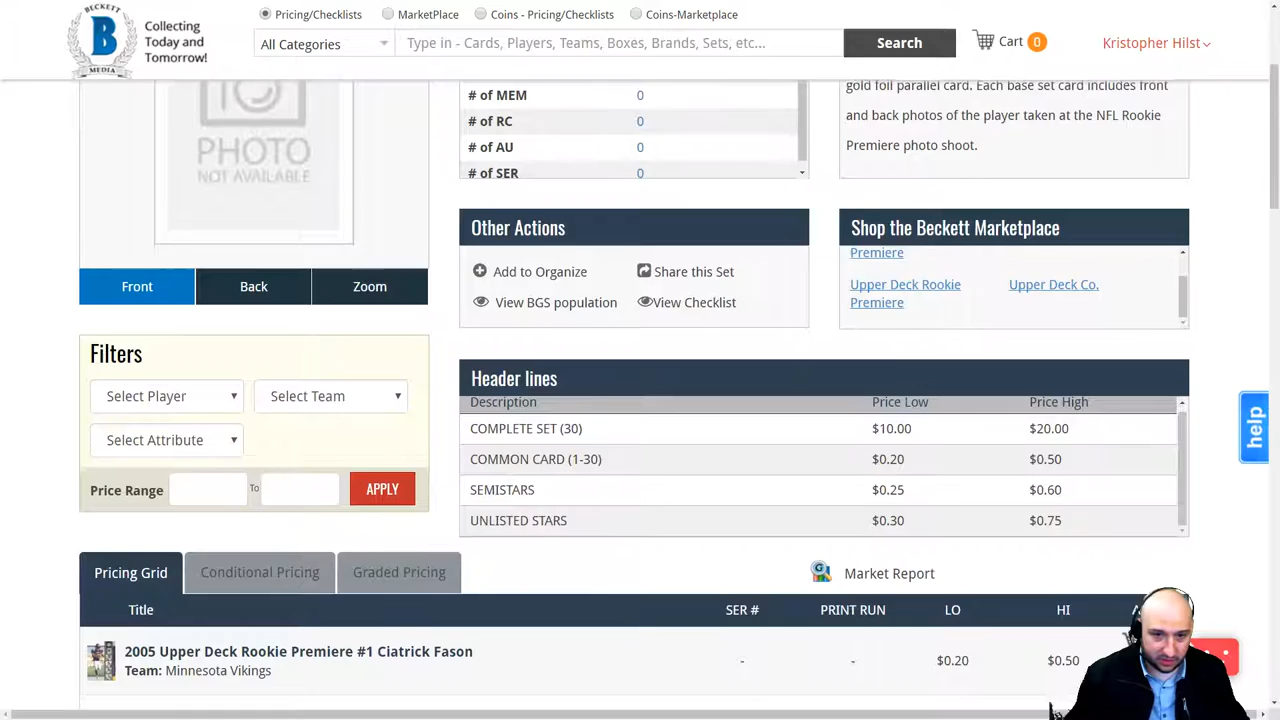 Pricing/Checklists MarketPlace Coins - Pricing/Checklists Coins-Marketplace
BECKETT
B
MEDIA
Collecting
Today and
Tomorrow!
All Categories Type in - Cards, Players, Teams, Boxes, Brands, Sets, etc... Search Cart 0 Kristopher Hilst
PHOTO
NOT AVAILABLE
Front Back Zoom
# of MEM 0
# of RC 0
# of AU 0
# of SER 0
gold foil parallel card. Each base set card includes front
and back photos of the player taken at the NFL Rookie
Premiere photo shoot.
Other Actions
Add to Organize Share this Set
View BGS population View Checklist
Shop the Beckett Marketplace
Premiere
Upper Deck Rookie Upper Deck Co.
Premiere
Filters
Select Player Select Team
Select Attribute
Price Range To APPLY
Header lines
Description Price Low Price High
COMPLETE SET (30) $10.00 $20.00
COMMON CARD (1-30) $0.20 $0.50
SEMISTARS $0.25 $0.60
UNLISTED STARS $0.30 $0.75
help
Pricing Grid Conditional Pricing Graded Pricing Market Report
Title SER # PRINT RUN LO HI
2005 Upper Deck Rookie Premiere #1 Ciatrick Fason
Team: Minnesota Vikings - - $0.20 $0.50